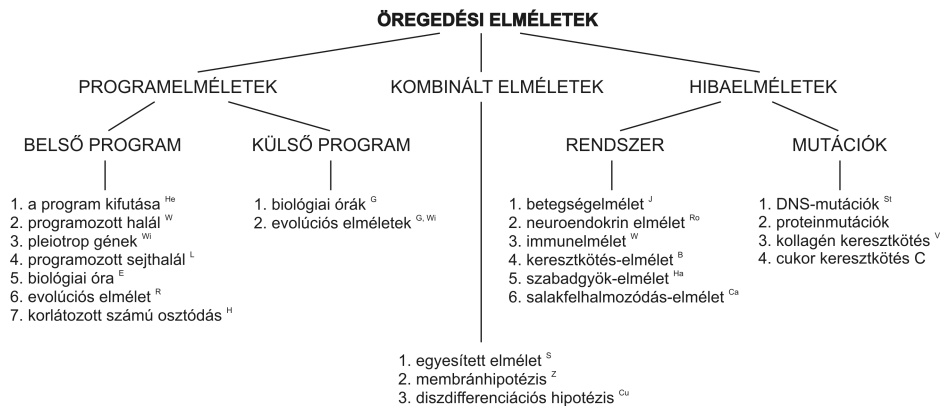 ÖREGEDÉSI ELMÉLETEK
PROGRAMELMÉLETEK
KOMBINÁLT ELMÉLETEK
HIBAELMÉLETEK
BELSŐ PROGRAM
KÜLSŐ PROGRAM
RENDSZER
MUTÁCIÓK
1. a program kifutása He
2. programozott halál W
3. pleiotrop gének Wi
4. programozott sejthalál L
5. biológiai óra E
6. evolúciós elmélet R
7. korlátozott számú osztódás H
1. biológiai órák G
2. evolúciós elméletek G, Wi
1. betegségelmélet J
2. neuroendokrin elmélet Ro
3. immunelmélet W
4. keresztkötés-elmélet B
5. szabadgyök-elmélet Ha
6. salakfelhalmozódás-elmélet Ca
1. DNS-mutációk St
2. proteinmutációk
3. kollagén keresztkötés V
4. cukor keresztkötés C
1. egyesített elmélet S
2. membránhipotézis Z
3. diszdifferenciációs hipotézis Cu